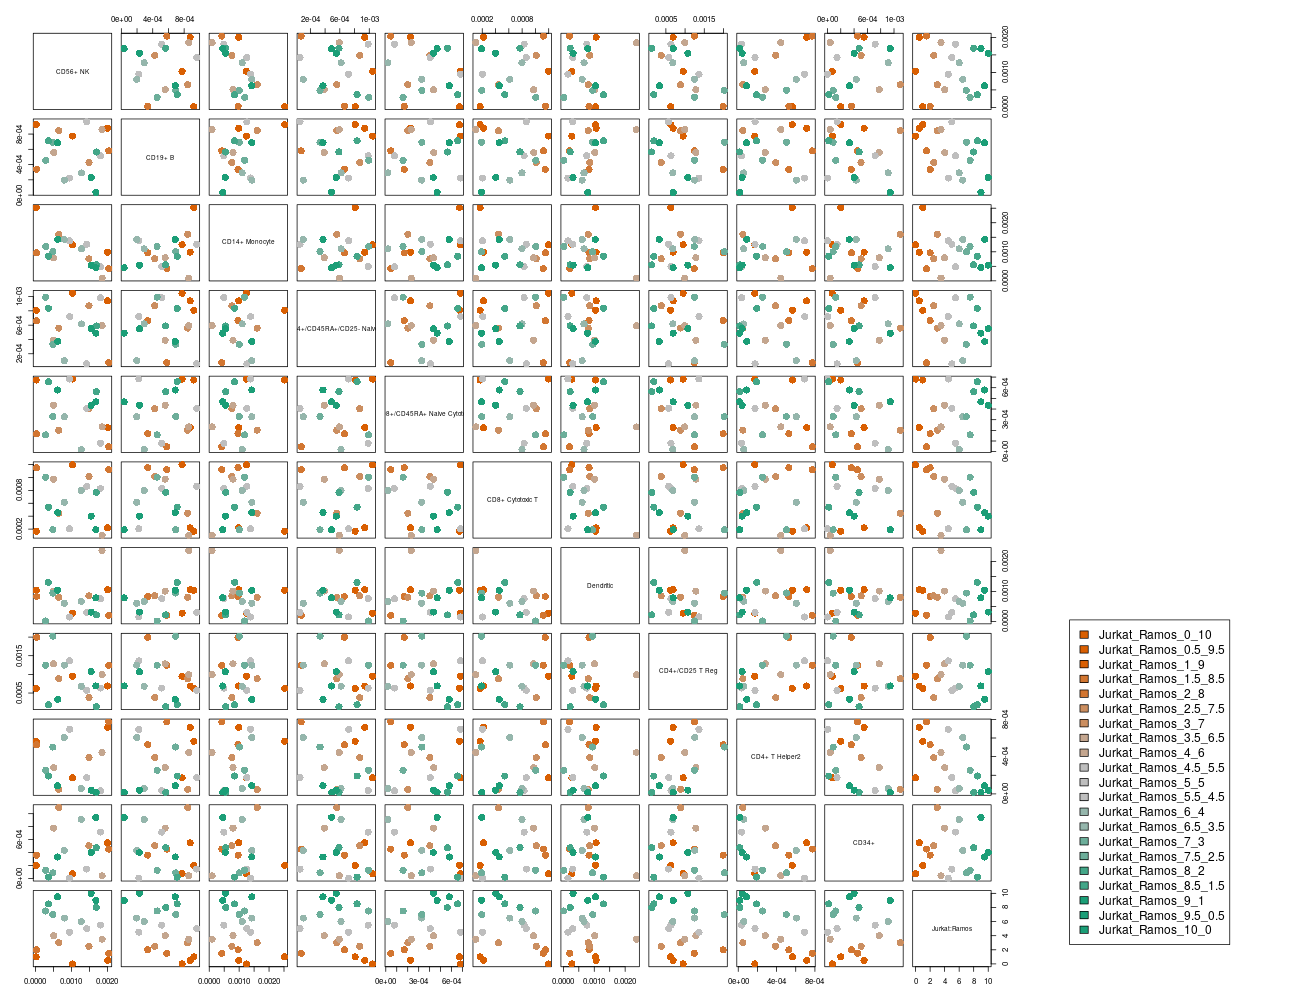 0e+00 4e-04 8e-04 2e-04 6e-04 1e-03 0.0002 0.0008 0.0005 0.0015 0e+00 6e-04 1e-03
CD56+ NK
0.0000 0.0010 0.0020
CD19+ B
0e+00 4e-04 8e-04
CD14+ Monocyte
0.0000 0.0010 0.0020
4+/CD45RA+/CD25- Naiv
2e-04 6e-04 1e-03
8+/CD45RA+ Naive Cytot
0e+00 3e-04 6e-04
CD8+ Cytotoxic T
0.0002 0.0008
Dendritic
0.0000 0.0010 0.0020
CD4+/CD25 T Reg
0.0005 0.0015
CD4+ T Helper2
0e+00 4e-04 8e-04
CD34+
0e+00 6e-04
Jurkat:Ramos
0 2 4 6 8 10
0.0000 0.0010 0.0020 0.0000 0.0010 0.0020 0e+00 3e-04 6e-04 0.0000 0.0010 0.0020 0e+00 4e-04 8e-04 0 2 4 6 8 10
Jurkat_Ramos_0_10
Jurkat_Ramos_0.5_9.5
Jurkat_Ramos_1_9
Jurkat_Ramos_1.5_8.5
Jurkat_Ramos_2_8
Jurkat_Ramos_2.5_7.5
Jurkat_Ramos_3_7
Jurkat_Ramos_3.5_6.5
Jurkat_Ramos_4_6
Jurkat_Ramos_4.5_5.5
Jurkat_Ramos_5_5
Jurkat_Ramos_5.5_4.5
Jurkat_Ramos_6_4
Jurkat_Ramos_6.5_3.5
Jurkat_Ramos_7_3
Jurkat_Ramos_7.5_2.5
Jurkat_Ramos_8_2
Jurkat_Ramos_8.5_1.5
Jurkat_Ramos_9_1
Jurkat_Ramos_9.5_0.5
Jurkat_Ramos_10_0